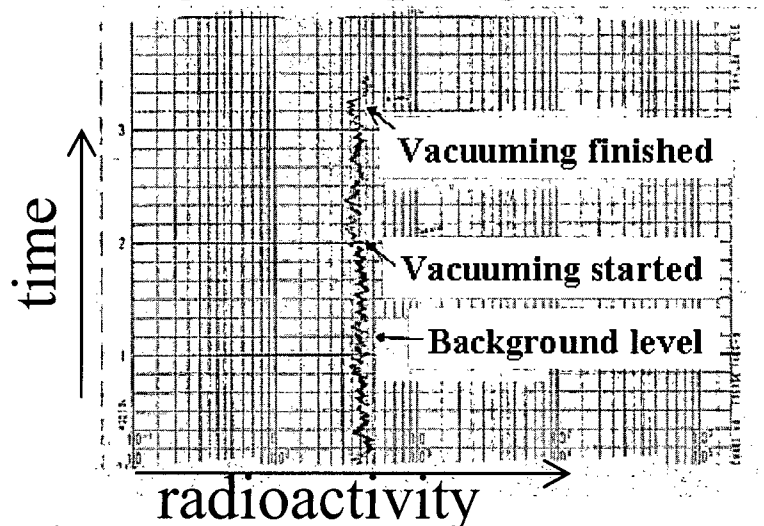 3
Vacuuming finished
2
Vacuuming started
Background level
1
time
radioactivity